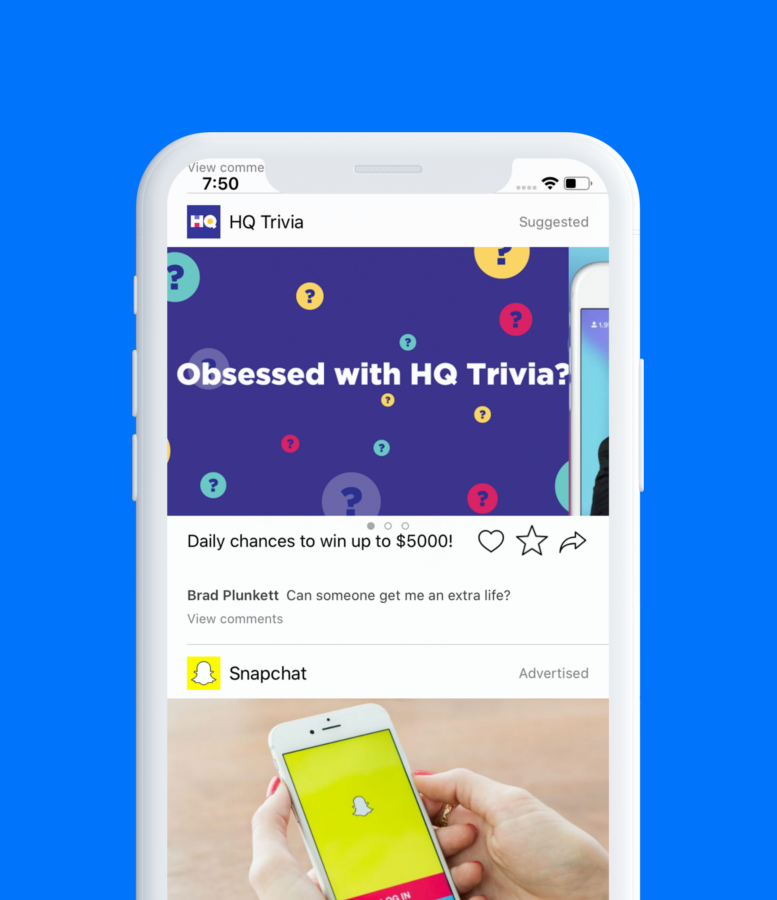 View comme
7:50
HQ HQ Trivia Suggested
? ? ? ? ?
Obsessed with HQ Trivia?
Daily chances to win up to $5000!
Brad Plunkett Can someone get me an extra life?
View comments
Snapchat Advertised
LOG IN